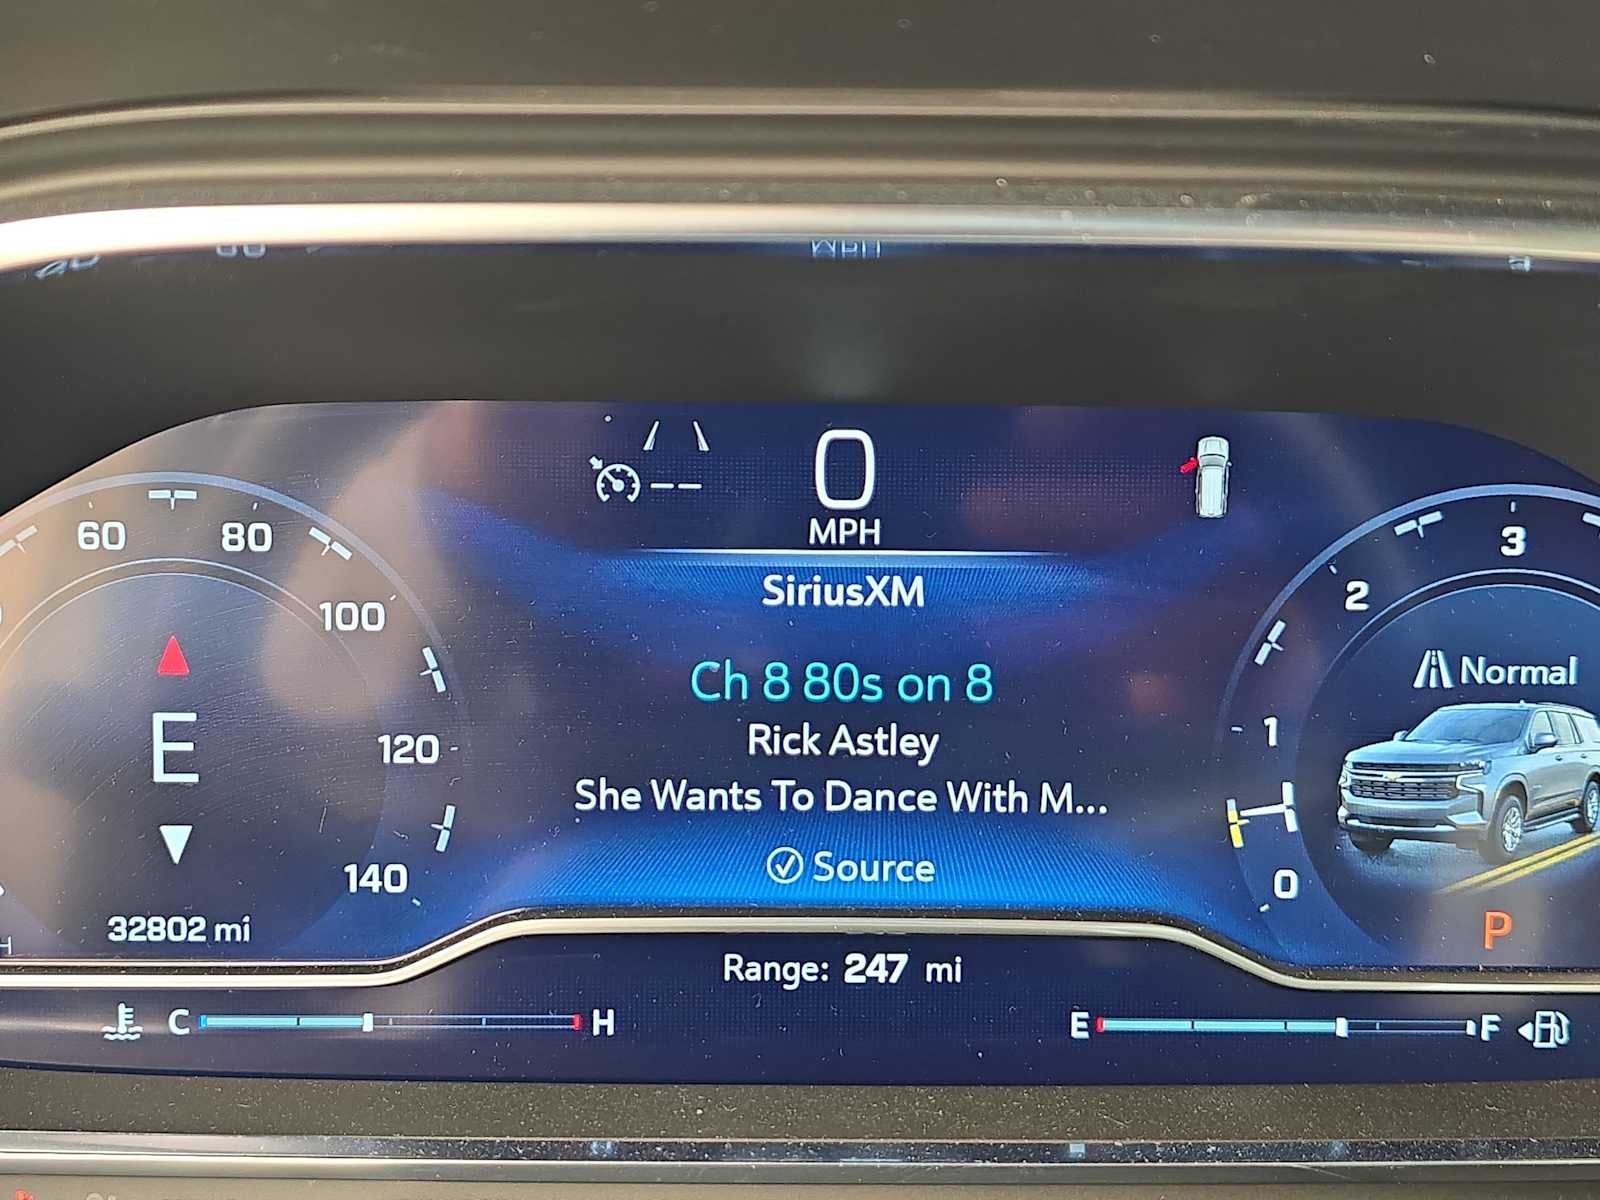 0
MPH
SiriusXM
Ch 8 80s on 8
Rick Astley
She Wants To Dance With M...
Source
60
80
100
120
140
E
32802 mi
3
2
1
0
Normal
P
Range: 247 mi
C
H
E
F